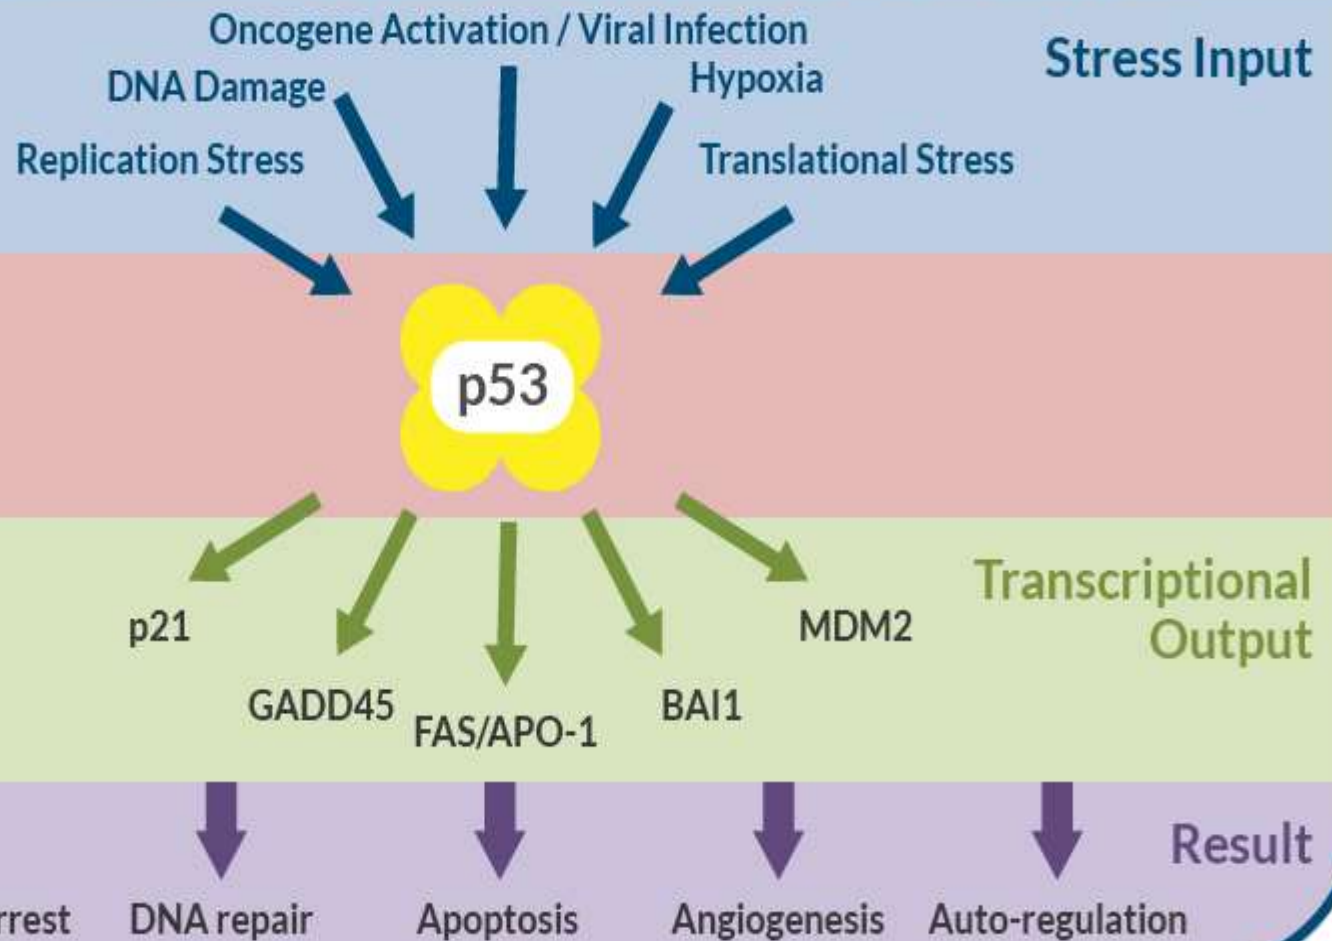 Oncogene Activation / Viral Infection
Stress Input
DNA Damage
Hypoxia
Replication Stress
Translational Stress
p53
Transcriptional
Output
p21
MDM2
GADD45
FAS/APO-1
BAI1
Result
rrest
DNA repair
Apoptosis
Angiogenesis
Auto-regulation